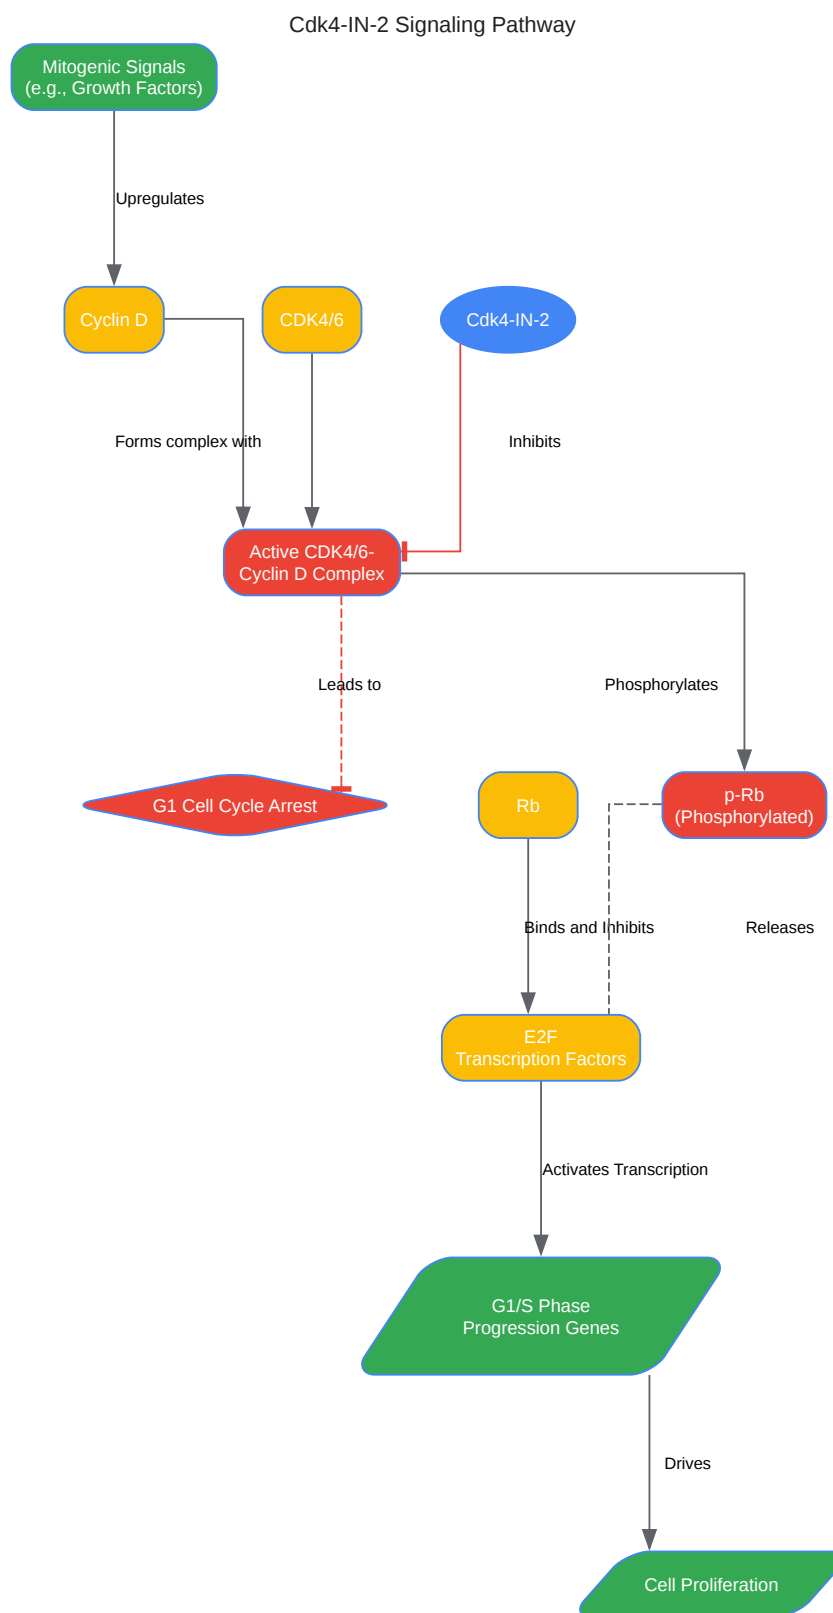 Cdk4-IN-2 Signaling Pathway
Mitogenic Signals
(e.g., Growth Factors)
Upregulates
Cyclin D
CDK4/6
Cdk4-IN-2
Forms complex with
Inhibits
Active CDK4/6-
Cyclin D Complex
Leads to
Phosphorylates
G1 Cell Cycle Arrest
Rb
p-Rb
(Phosphorylated)
Binds and Inhibits
Releases
E2F
Transcription Factors
Activates Transcription
G1/S Phase
Progression Genes
Drives
Cell Proliferation